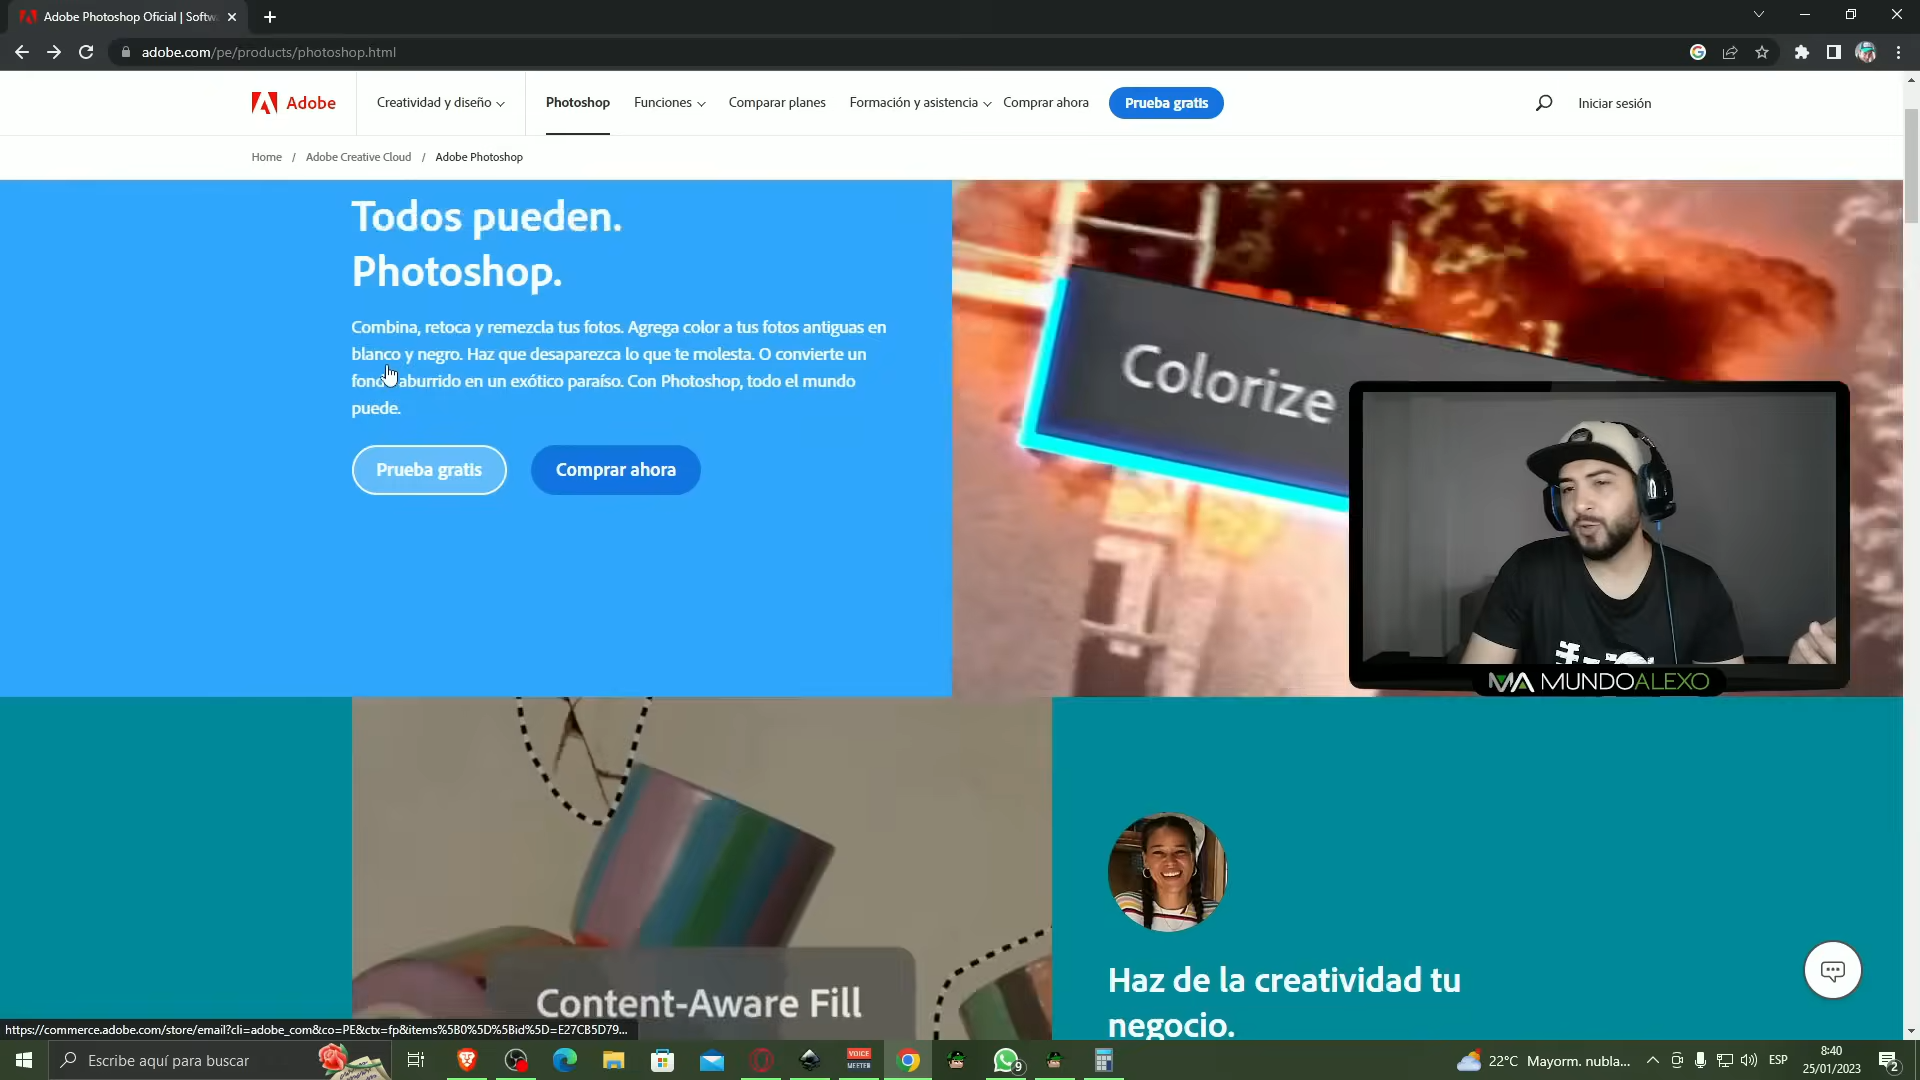 Adobe Photoshop Oficial | Softw
adobe.com/pe/products/photoshop.html
Adobe
Creatividad y diseño
Photoshop
Funciones
Comparar planes
Formación y asistencia
Comprar ahora
Prueba gratis
Iniciar sesión
Home / Adobe Creative Cloud / Adobe Photoshop
Todos pueden.
Photoshop.
Combina, retoca y remezcla tus fotos. Agrega color a tus fotos antiguas en
blanco y negro. Haz que desaparezca lo que te molesta. O convierte un
fondo aburrido en un exótico paraíso. Con Photoshop, todo el mundo
puede.
Prueba gratis
Comprar ahora
Colorize
MA MUNDOALEXO
Content-Aware Fill
Haz de la creatividad tu
negocio.
https://commerce.adobe.com/store/email?cli=adobe_com&co=PE&ctx=fp&items%5B0%5D%5Bid%5D=E27CB5D79...
Escribe aquí para buscar
VOICE
MEETER
9
22°C Mayorm. nubla...
ESP
8:40
25/01/2023
2